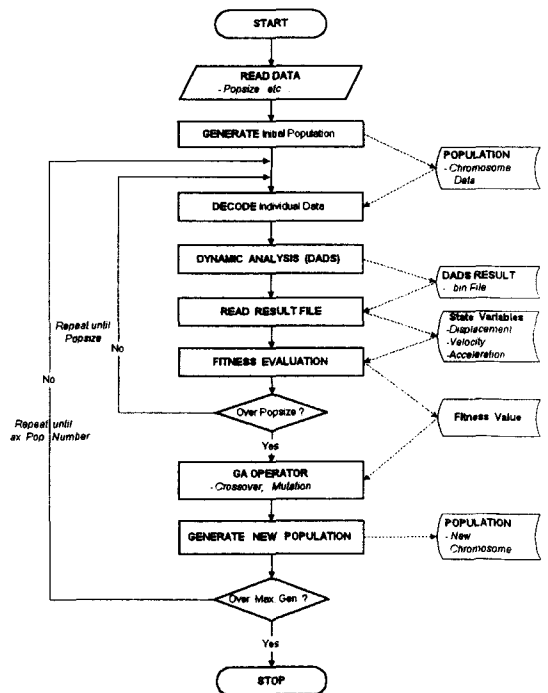 START
READ DATA
- Popsize etc
GENERATE Initial Population
POPULATION
- Chromosome
Data
DECODE Individual Data
DYNAMIC ANALYSIS (DADS)
DADS RESULT
- .bin File
READ RESULT FILE
State Variables
-Displacement
-Velocity
-Acceleration
Repeat until
Popsize
No
FITNESS EVALUATION
No
Over Popsize ?
Fitness Value
Repeat until
ax Pop Number
Yes
GA OPERATOR
- Crossover, Mutation
GENERATE NEW POPULATION
POPULATION
- New
Chromosome
Over Max. Gen ?
Yes
STOP